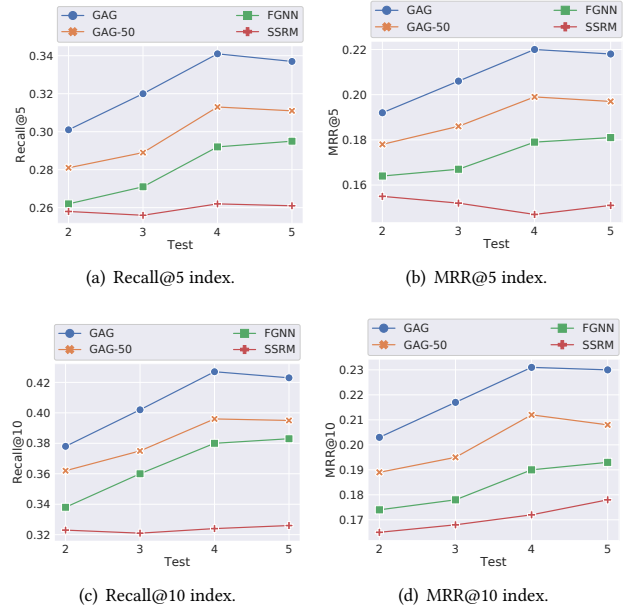 GAG FGNN
GAG-50 SSRM
Recall@5
0.34
0.32
0.30
0.28
0.26
2 3 4 5
Test
(a) Recall@5 index.
GAG FGNN
GAG-50 SSRM
MRR@5
0.22
0.20
0.18
0.16
2 3 4 5
Test
(b) MRR@5 index.
GAG FGNN
GAG-50 SSRM
Recall@10
0.42
0.40
0.38
0.36
0.34
0.32
2 3 4 5
Test
(c) Recall@10 index.
GAG FGNN
GAG-50 SSRM
MRR@10
0.23
0.22
0.21
0.20
0.19
0.18
0.17
2 3 4 5
Test
(d) MRR@10 index.